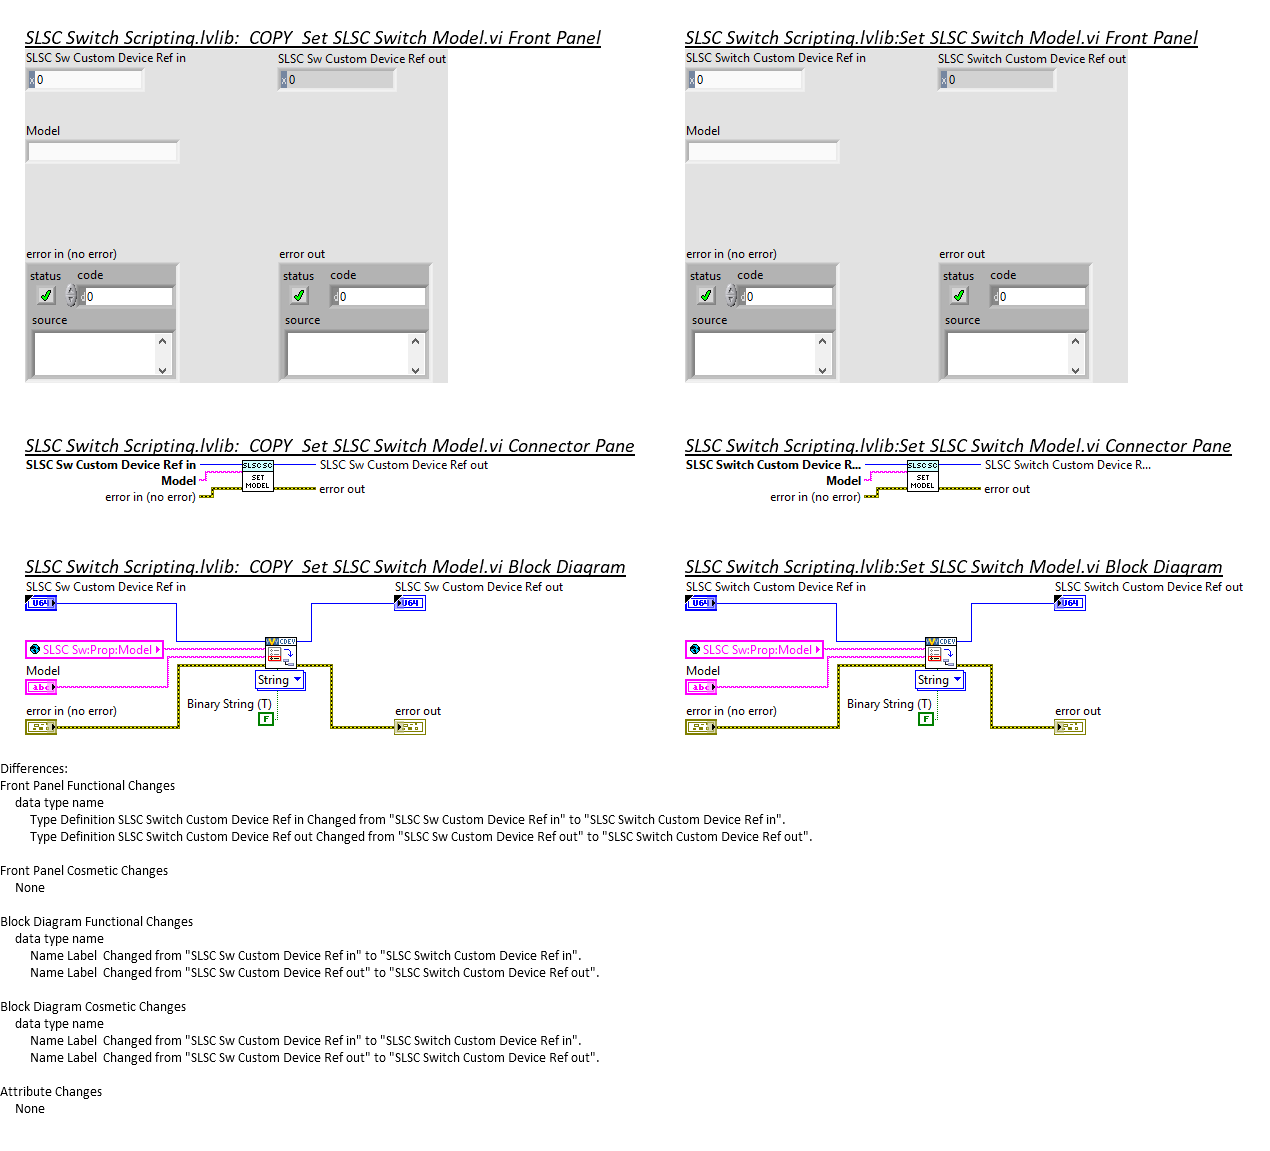 SLSC Switch Scripting.lvlib:_COPY_Set SLSC Switch Model.vi Front Panel
SLSC Sw Custom Device Ref in
SLSC Sw Custom Device Ref out
x 0
x 0
Model
error in (no error)
error out
status
code
status
code
d 0
d 0
source
source
SLSC Switch Scripting.lvlib:Set SLSC Switch Model.vi Front Panel
SLSC Switch Custom Device Ref in
SLSC Switch Custom Device Ref out
x 0
x 0
Model
error in (no error)
error out
status
code
status
code
d 0
d 0
source
source
SLSC Switch Scripting.lvlib:_COPY_Set SLSC Switch Model.vi Connector Pane
SLSC Sw Custom Device Ref in
SLSC SC
SLSC Sw Custom Device Ref out
Model
SET
MODEL
error in (no error)
error out
SLSC Switch Scripting.lvlib:Set SLSC Switch Model.vi Connector Pane
SLSC Switch Custom Device R...
SLSC SC
SLSC Switch Custom Device R...
Model
SET
MODEL
error in (no error)
error out
SLSC Switch Scripting.lvlib:_COPY_Set SLSC Switch Model.vi Block Diagram
SLSC Sw Custom Device Ref in
SLSC Sw Custom Device Ref out
U64
U64
CDEV
SLSC Sw:Prop:Model
Model
abc
String
Binary String (T)
F
error in (no error)
error out
SLSC Switch Scripting.lvlib:Set SLSC Switch Model.vi Block Diagram
SLSC Switch Custom Device Ref in
SLSC Switch Custom Device Ref out
U64
U64
CDEV
SLSC Sw:Prop:Model
Model
abc
String
Binary String (T)
F
error in (no error)
error out
Differences:
Front Panel Functional Changes
data type name
Type Definition SLSC Switch Custom Device Ref in Changed from "SLSC Sw Custom Device Ref in" to "SLSC Switch Custom Device Ref in".
Type Definition SLSC Switch Custom Device Ref out Changed from "SLSC Sw Custom Device Ref out" to "SLSC Switch Custom Device Ref out".
Front Panel Cosmetic Changes
None
Block Diagram Functional Changes
data type name
Name Label  Changed from "SLSC Sw Custom Device Ref in" to "SLSC Switch Custom Device Ref in".
Name Label  Changed from "SLSC Sw Custom Device Ref out" to "SLSC Switch Custom Device Ref out".
Block Diagram Cosmetic Changes
data type name
Name Label  Changed from "SLSC Sw Custom Device Ref in" to "SLSC Switch Custom Device Ref in".
Name Label  Changed from "SLSC Sw Custom Device Ref out" to "SLSC Switch Custom Device Ref out".
Attribute Changes
None